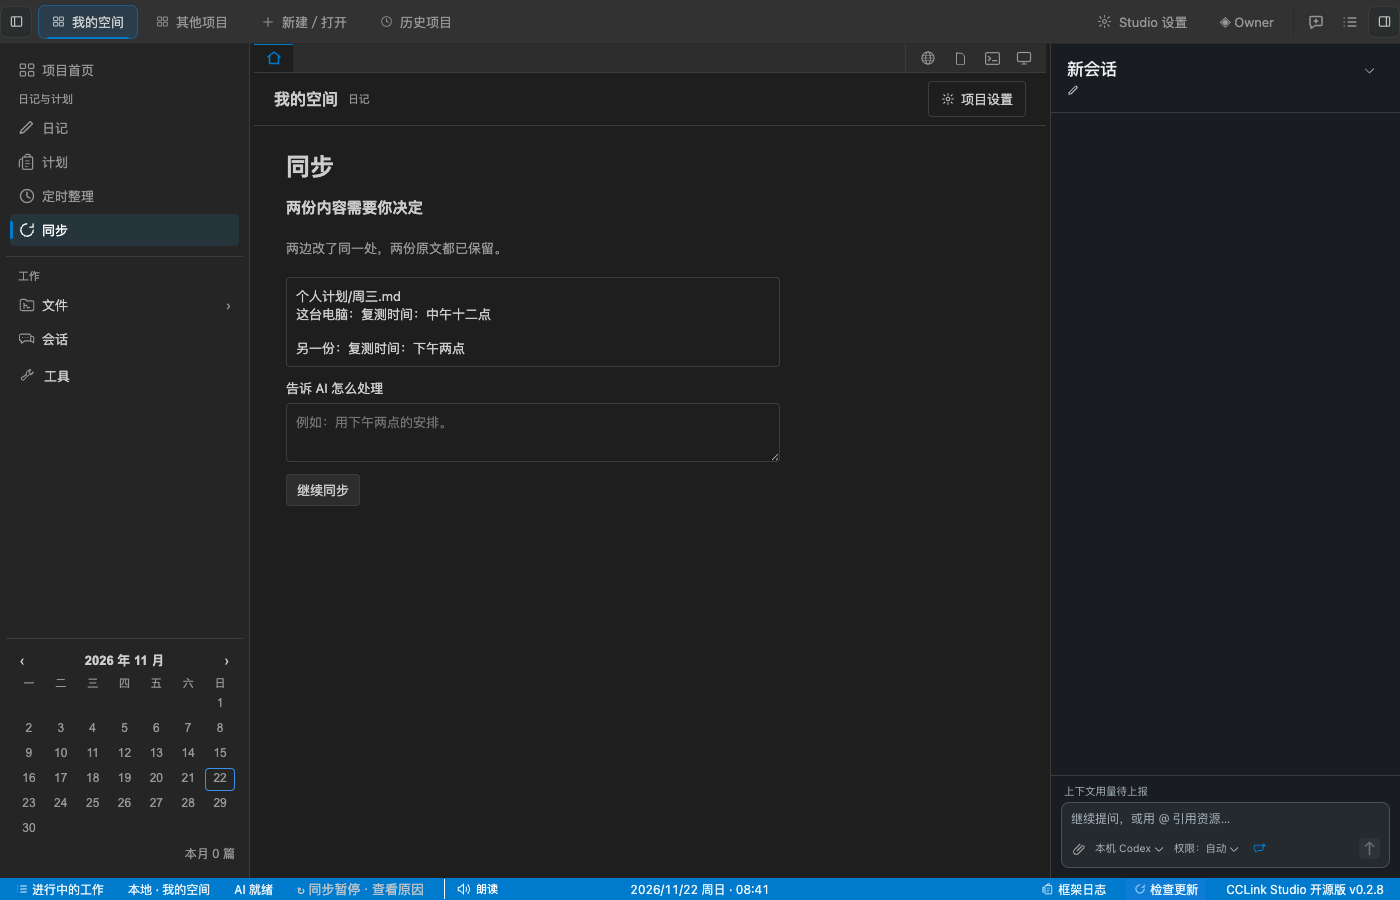 我的空间
其他项目
新建 / 打开
历史项目
Studio 设置
Owner
项目首页
日记与计划
日记
计划
定时整理
同步
工作
文件
会话
工具
‹ 2026 年 11 月 ›
一 二 三 四 五 六 日
1
2 3 4 5 6 7 8
9 10 11 12 13 14 15
16 17 18 19 20 21 22
23 24 25 26 27 28 29
30
本月 0 篇
我的空间 日记
项目设置
同步
两份内容需要你决定
两边改了同一处，两份原文都已保留。
个人计划/周三.md
这台电脑：复测时间：中午十二点
另一份：复测时间：下午两点
告诉 AI 怎么处理
例如：用下午两点的安排。
继续同步
新会话
上下文用量待上报
继续提问，或用 @ 引用资源...
本机 Codex 权限：自动
进行中的工作
本地 · 我的空间
AI 就绪
同步暂停 · 查看原因
朗读
2026/11/22 周日 · 08:41
框架日志
检查更新
CCLink Studio 开源版 v0.2.8